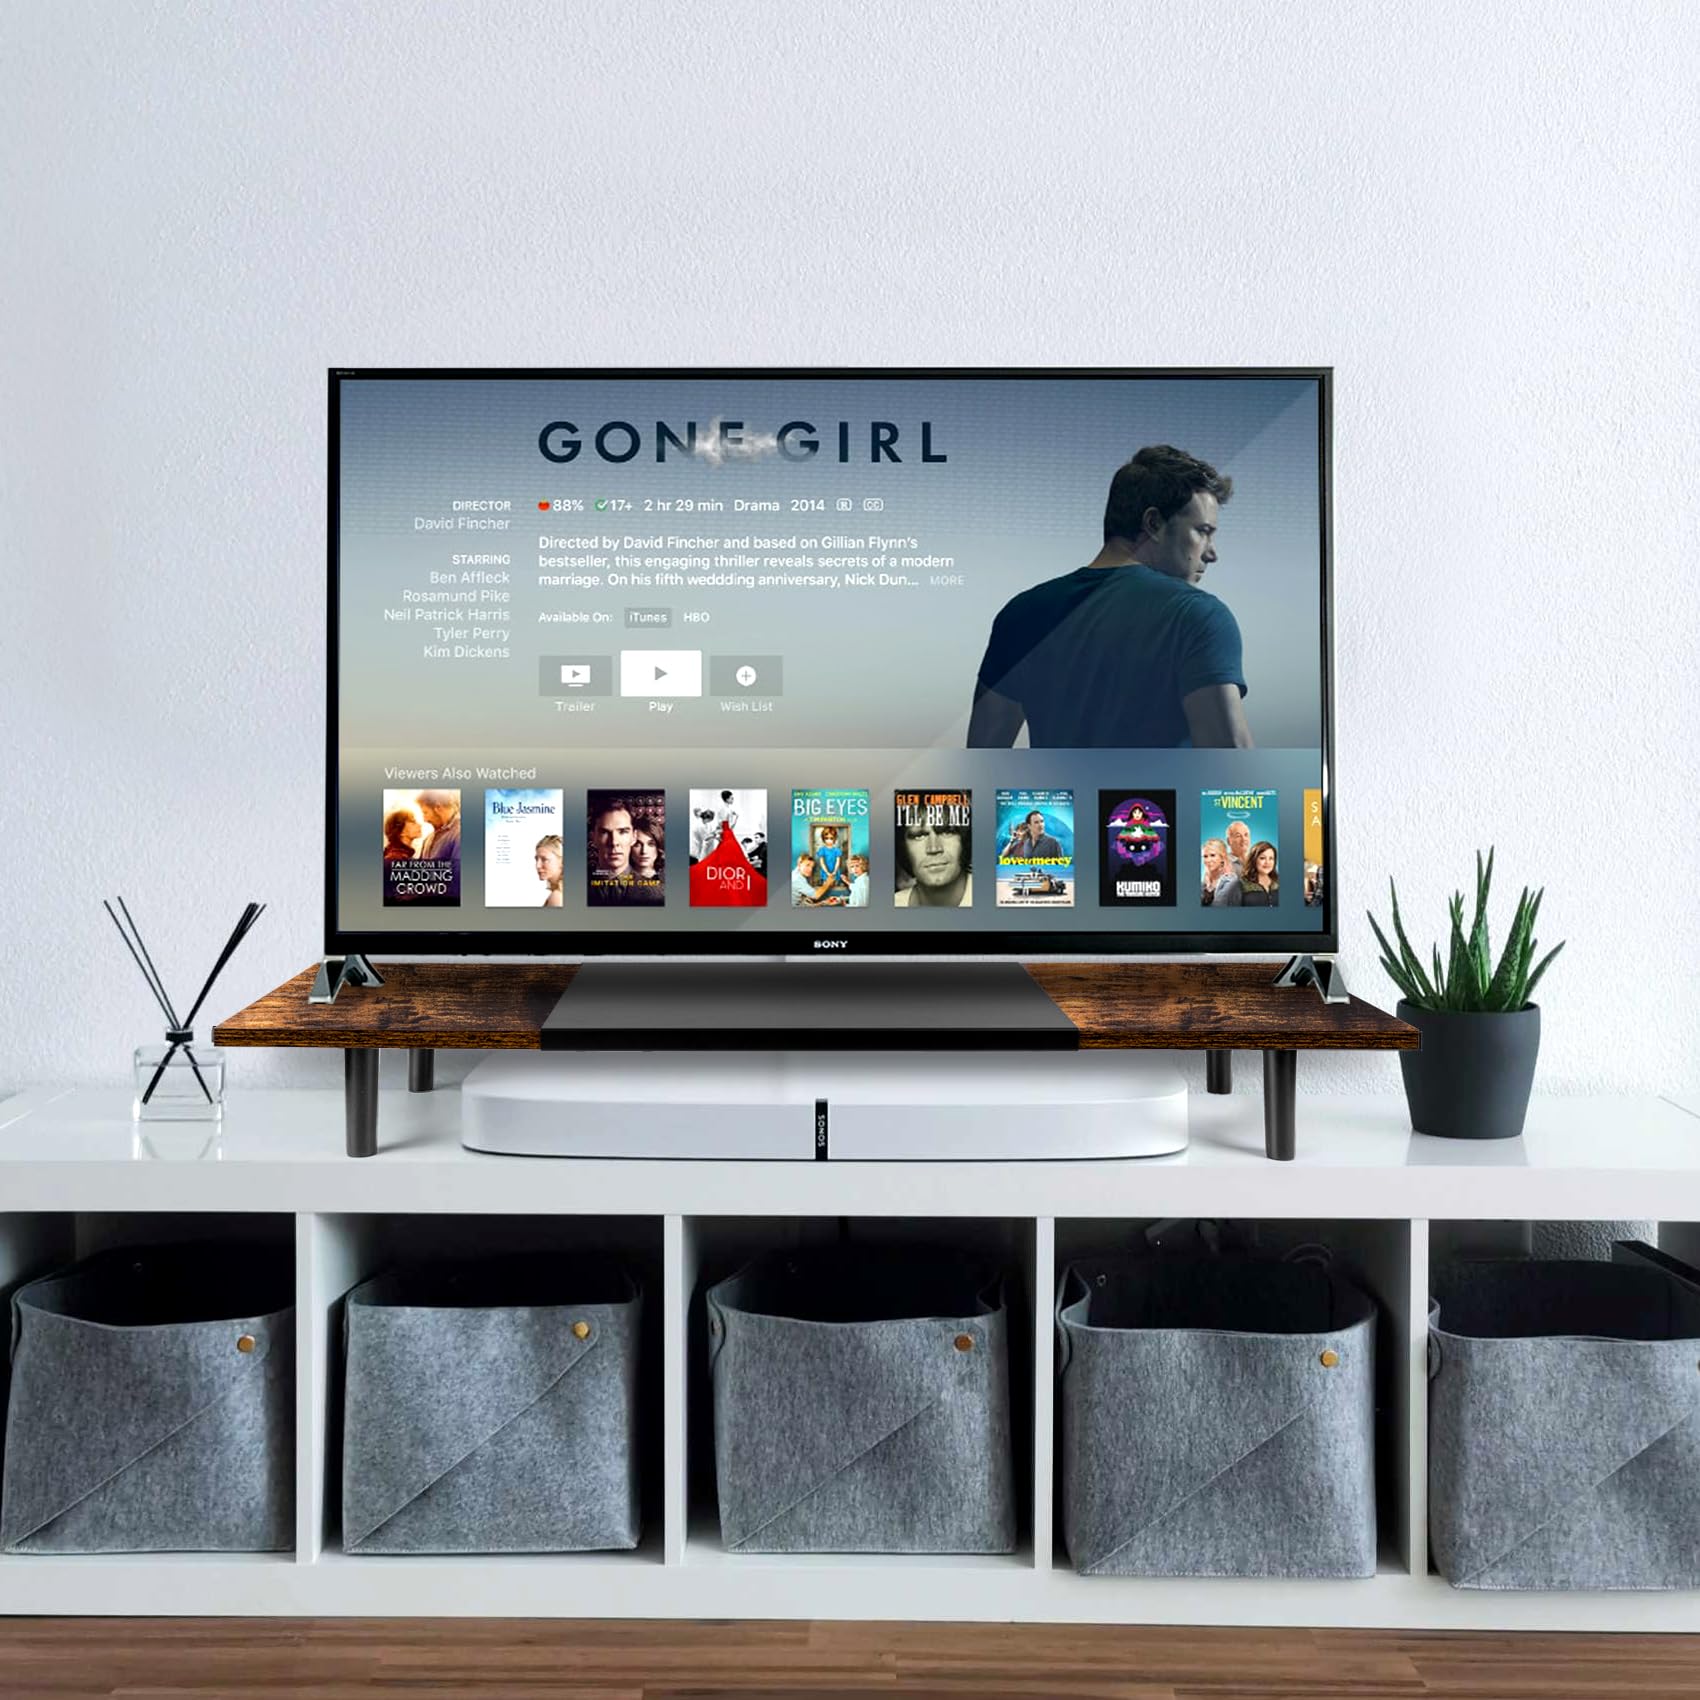 GONE GIRL
DIRECTOR
David Fincher
STARRING
Ben Affleck
Rosamund Pike
Neil Patrick Harris
Tyler Perry
Kim Dickens
88% 17+ 2 hr 29 min Drama 2014 R CC
Directed by David Fincher and based on Gillian Flynn's
bestseller, this engaging thriller reveals secrets of a modern
marriage. On his fifth weddding anniversary, Nick Dun... MORE
Available On: iTunes HBO
Trailer Play Wish List
Viewers Also Watched
FAR FROM THE
MADDING
CROWD
Blue Jasmine
IMITATION GAME
DIOR
AND I
BIG EYES
GLEN CAMPBELL
I'LL BE ME
love&mercy
KUMIKO
ST VINCENT
S
A
SONY
SONOS